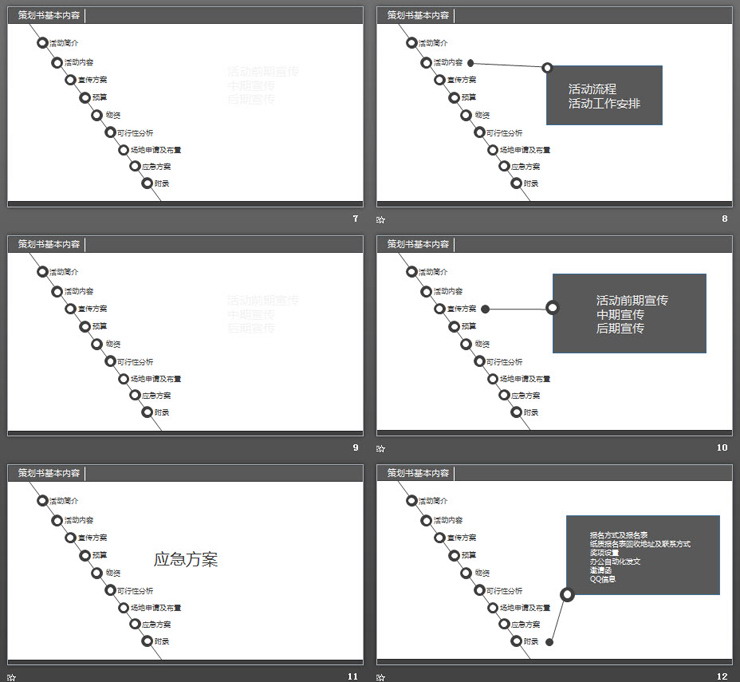 策划书基本内容
活动简介
活动内容
宣传方案
预算
物资
可行性分析
场地申请及布置
应急方案
附录
活动前期宣传
中期宣传
后期宣传
7
策划书基本内容
活动简介
活动内容
宣传方案
预算
物资
可行性分析
场地申请及布置
应急方案
附录
活动流程
活动工作安排
8
策划书基本内容
活动简介
活动内容
宣传方案
预算
物资
可行性分析
场地申请及布置
应急方案
附录
活动前期宣传
中期宣传
后期宣传
9
策划书基本内容
活动简介
活动内容
宣传方案
预算
物资
可行性分析
场地申请及布置
应急方案
附录
活动前期宣传
中期宣传
后期宣传
10
策划书基本内容
活动简介
活动内容
宣传方案
预算
物资
可行性分析
场地申请及布置
应急方案
附录
应急方案
11
策划书基本内容
活动简介
活动内容
宣传方案
预算
物资
可行性分析
场地申请及布置
应急方案
附录
报名方式及报名表
纸质报名表回收地址及联系方式
奖项设置
办公自动化发文
邀请函
QQ信息
12